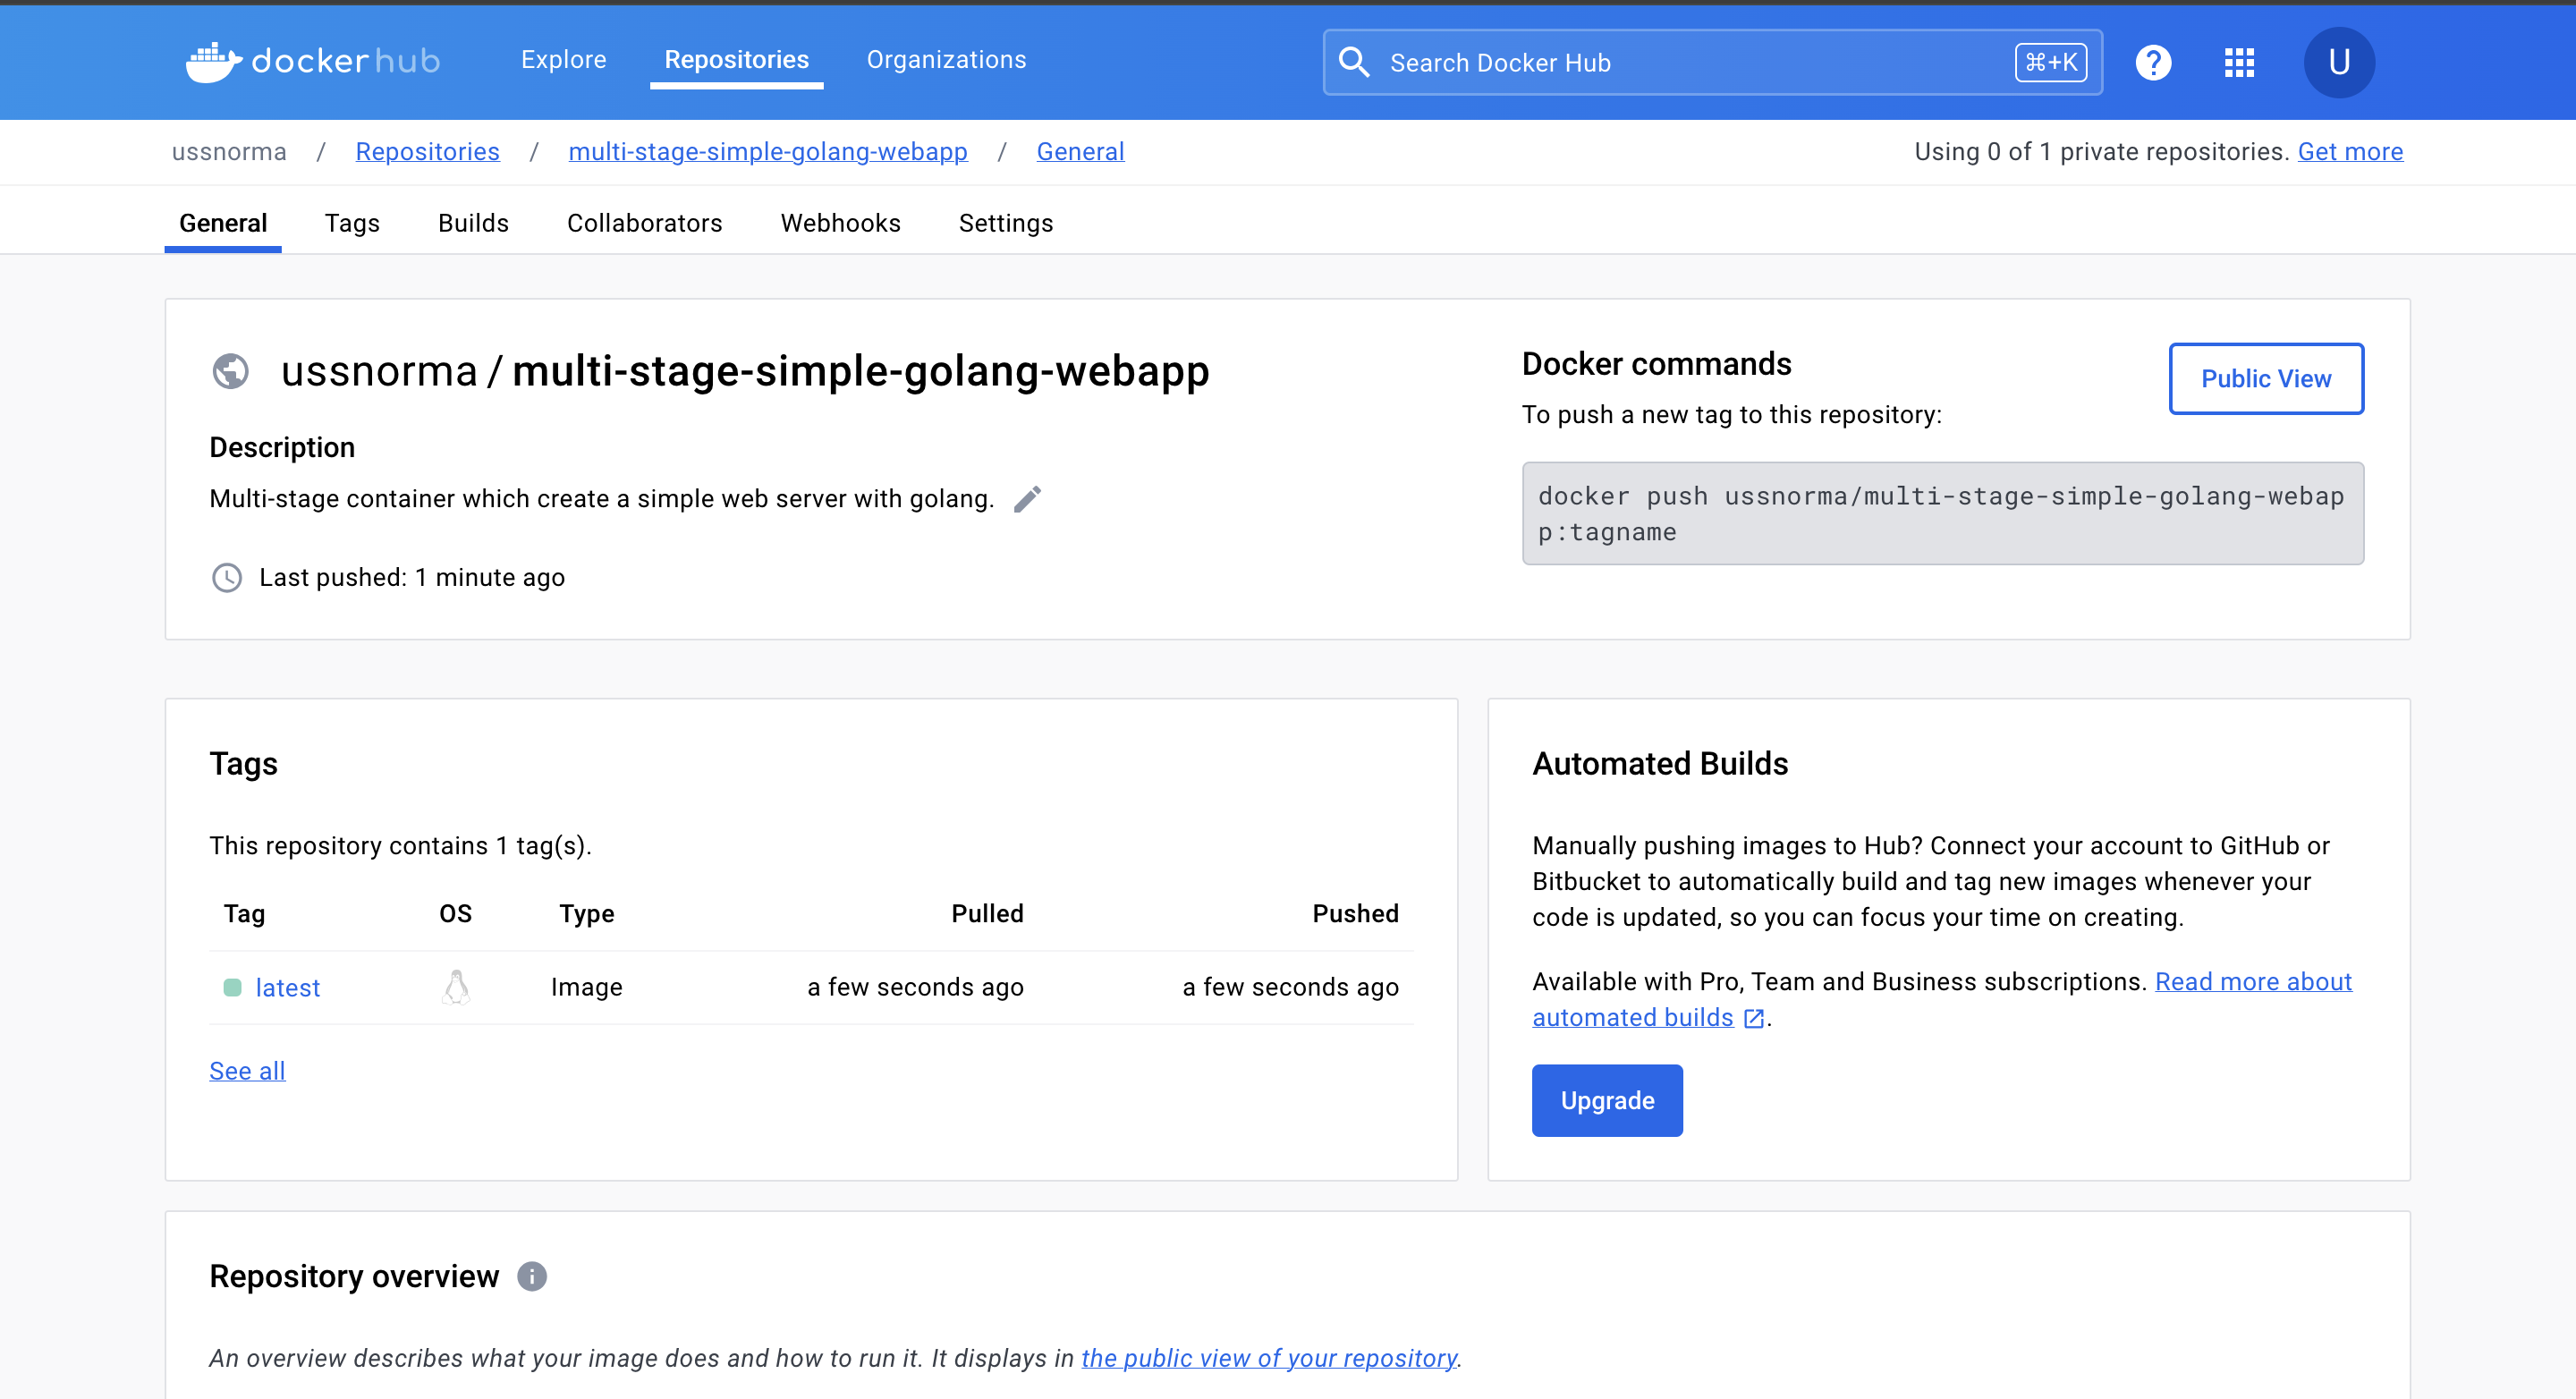 dockerhub
Explore
Repositories
Organizations
Search Docker Hub
⌘+K
?
U
ussnorma / Repositories / multi-stage-simple-golang-webapp / General
Using 0 of 1 private repositories. Get more
General
Tags
Builds
Collaborators
Webhooks
Settings
ussnorma / multi-stage-simple-golang-webapp
Description
Multi-stage container which create a simple web server with golang.
Last pushed: 1 minute ago
Docker commands
Public View
To push a new tag to this repository:
docker push ussnorma/multi-stage-simple-golang-webap
p:tagname
Tags
This repository contains 1 tag(s).
Tag OS Type Pulled Pushed
latest Image a few seconds ago a few seconds ago
See all
Automated Builds
Manually pushing images to Hub? Connect your account to GitHub or
Bitbucket to automatically build and tag new images whenever your
code is updated, so you can focus your time on creating.
Available with Pro, Team and Business subscriptions. Read more about
automated builds.
Upgrade
Repository overview
An overview describes what your image does and how to run it. It displays in the public view of your repository.